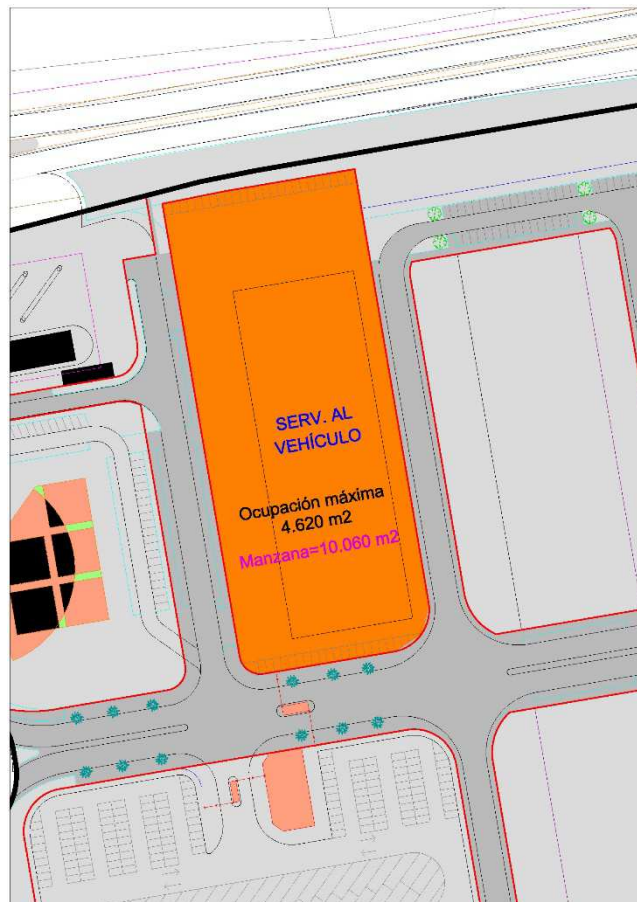 SERV. AL
VEHÍCULO
Ocupación máxima
4.620 m2
Manzana=10.060 m2